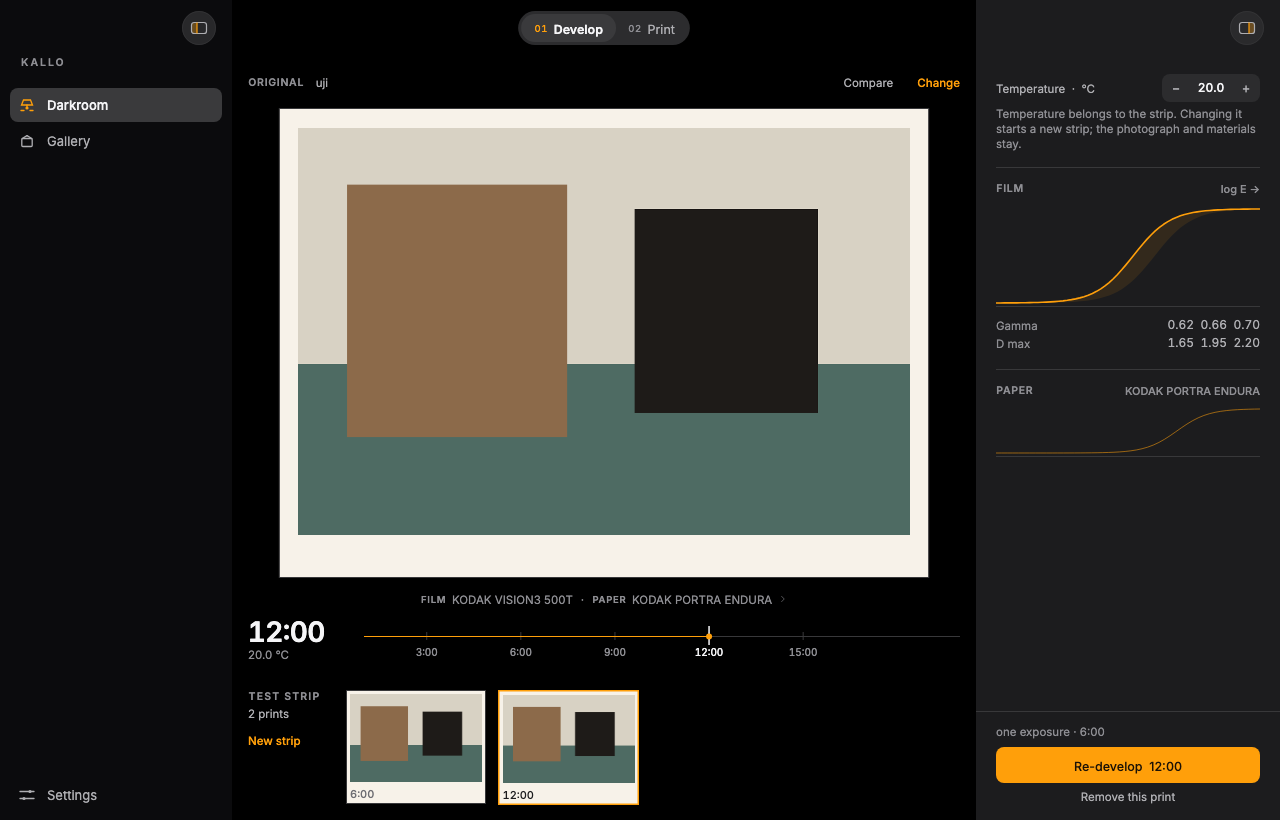 KALLO
Darkroom
Gallery
Settings
01 Develop 02 Print
ORIGINAL uji Compare Change
FILM KODAK VISION3 500T · PAPER KODAK PORTRA ENDURA
12:00
20.0 °C
3:00 6:00 9:00 12:00 15:00
TEST STRIP
2 prints
New strip
6:00
12:00
Temperature · °C − 20.0 +
Temperature belongs to the strip. Changing it
starts a new strip; the photograph and materials
stay.
FILM log E →
Gamma 0.62 0.66 0.70
D max 1.65 1.95 2.20
PAPER KODAK PORTRA ENDURA
one exposure · 6:00
Re-develop 12:00
Remove this print